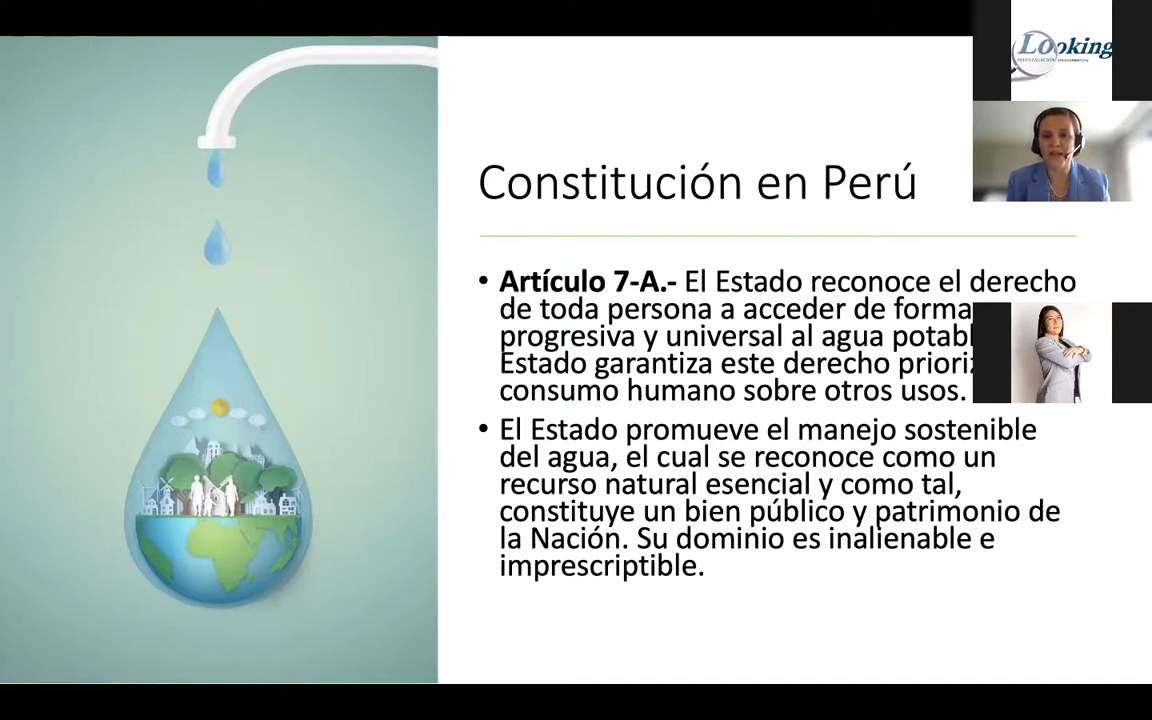 Looking
Constitución en Perú
• Artículo 7-A.- El Estado reconoce el derecho
de toda persona a acceder de forma
progresiva y universal al agua
Estado garantiza este derecho
consumo humano sobre otros usos.
• El Estado promueve el manejo sostenible
del agua, el cual se reconoce como un
recurso natural esencial y como tal,
constituye un bien público y patrimonio de
la Nación. Su dominio es inalienable e
imprescriptible.